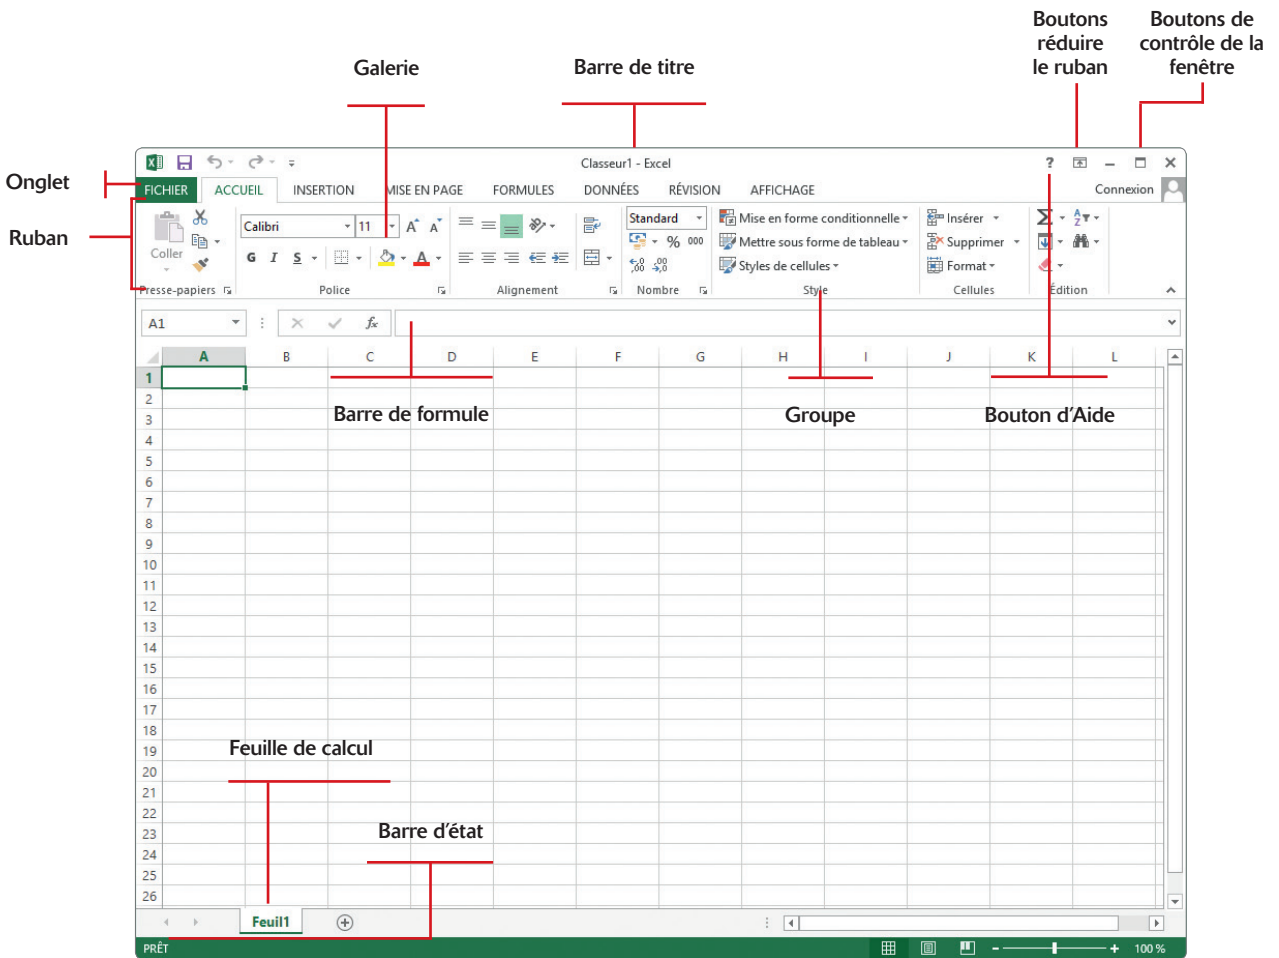 Boutons
réduire
le ruban
Boutons de
contrôle de la
fenêtre
Galerie
Barre de titre
Classeur1 - Excel
?
Onglet
FICHIER ACCUEIL INSERTION MISE EN PAGE FORMULES DONNÉES RÉVISION AFFICHAGE Connexion
Ruban
Coller
Calibri 11
Standard
Mise en forme conditionnelle
Insérer
G I S
% 000
Mettre sous forme de tableau
Supprimer
Styles de cellules
Format
Presse-papiers Police Alignement Nombre Style Cellules Édition
A1 fx
A B C D E F G H I J K L
1
2
Barre de formule
Groupe
Bouton d'Aide
3
4
5
6
7
8
9
10
11
12
13
14
15
16
17
18
19
Feuille de calcul
20
21
22
23
Barre d'état
24
25
26
Feuil1
PRÊT 100 %